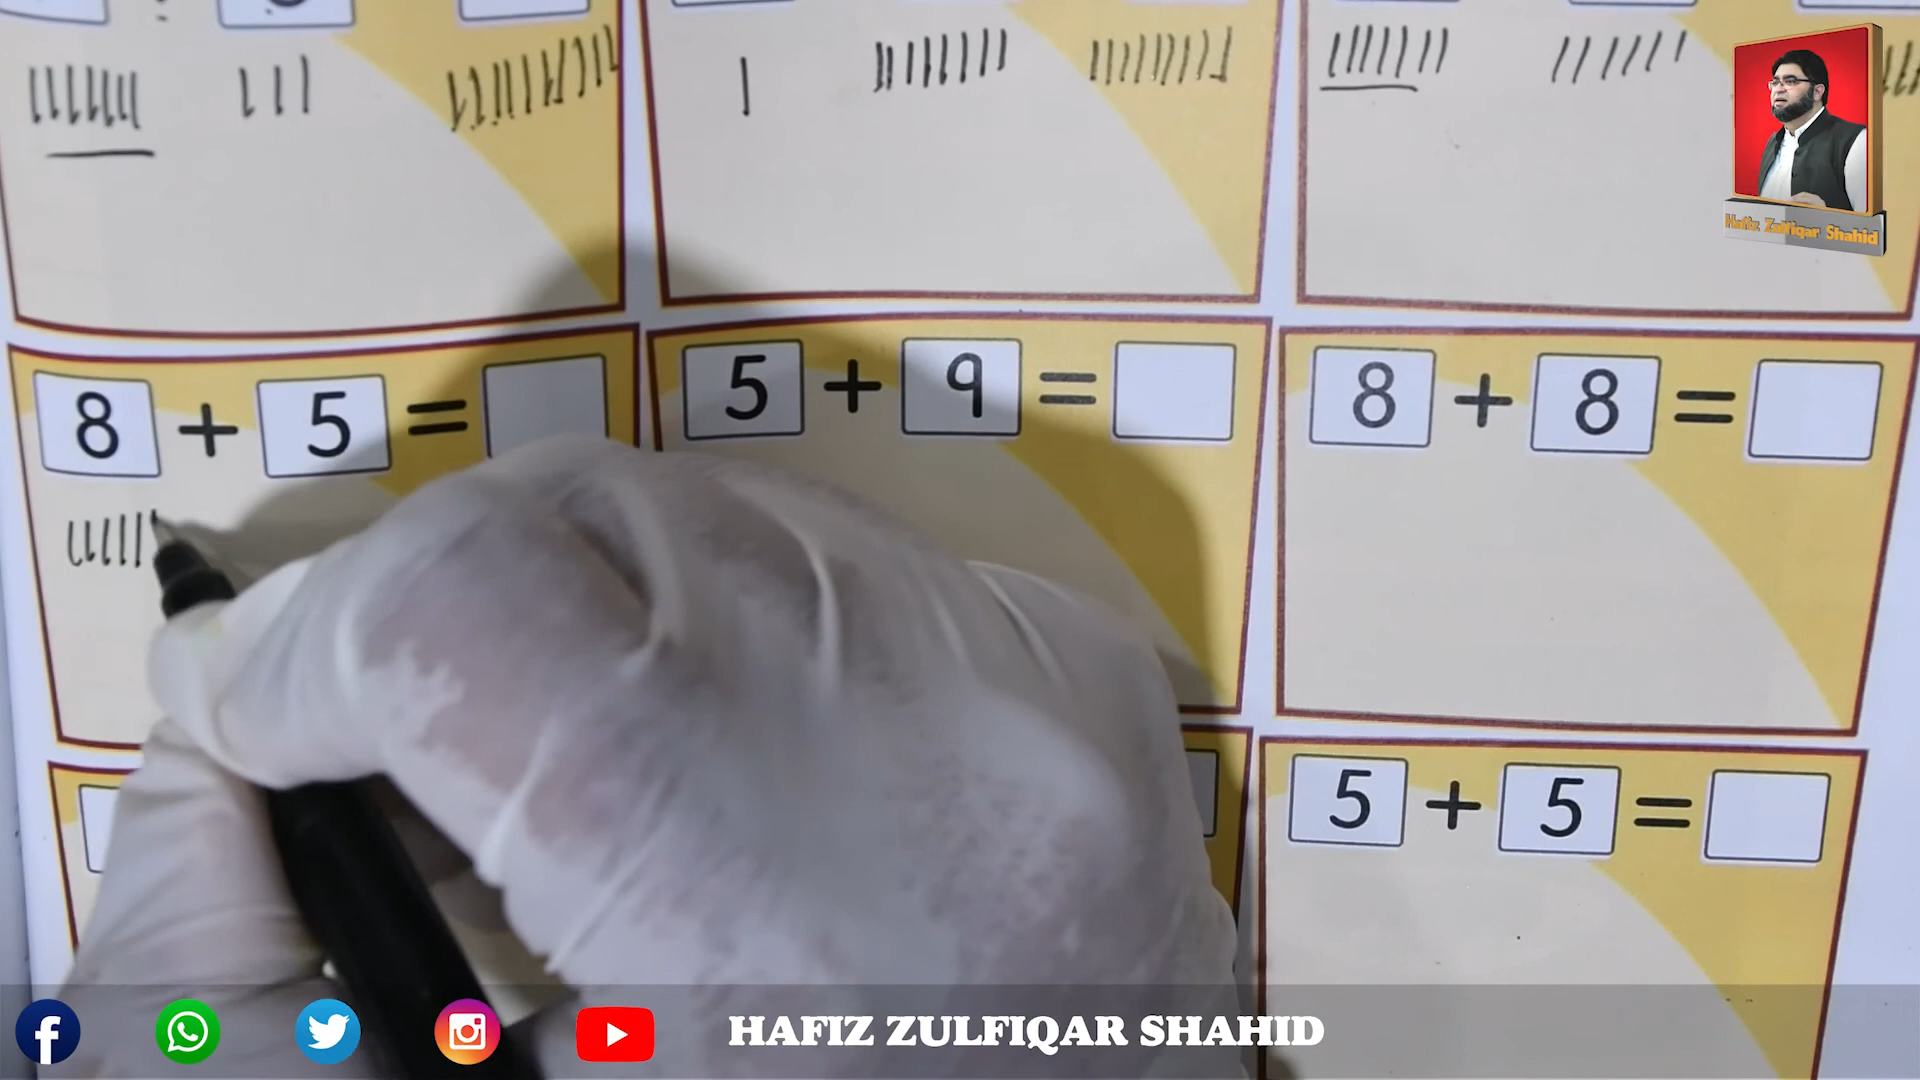 Hafiz Zulfiqar Shahid
8 + 5 =
5 + 9 =
8 + 8 =
5 + 5 =
HAFIZ ZULFIQAR SHAHID